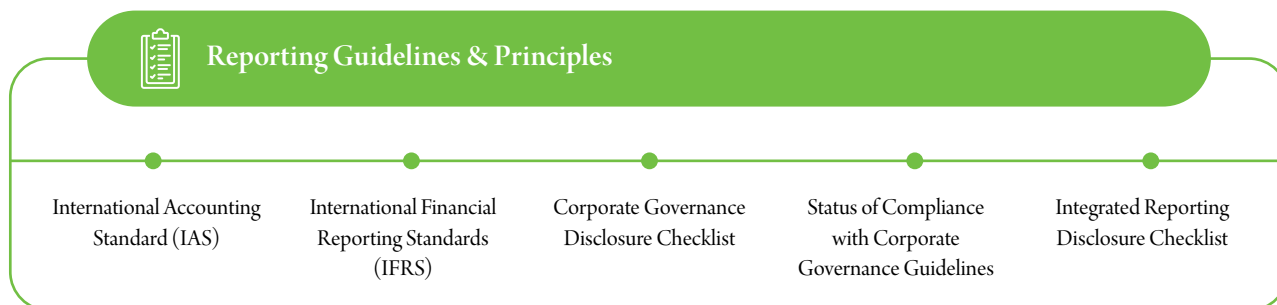 Reporting Guidelines & Principles
International Accounting
Standard (IAS)
International Financial
Reporting Standards
(IFRS)
Corporate Governance
Disclosure Checklist
Status of Compliance
with Corporate
Governance Guidelines
Integrated Reporting
Disclosure Checklist